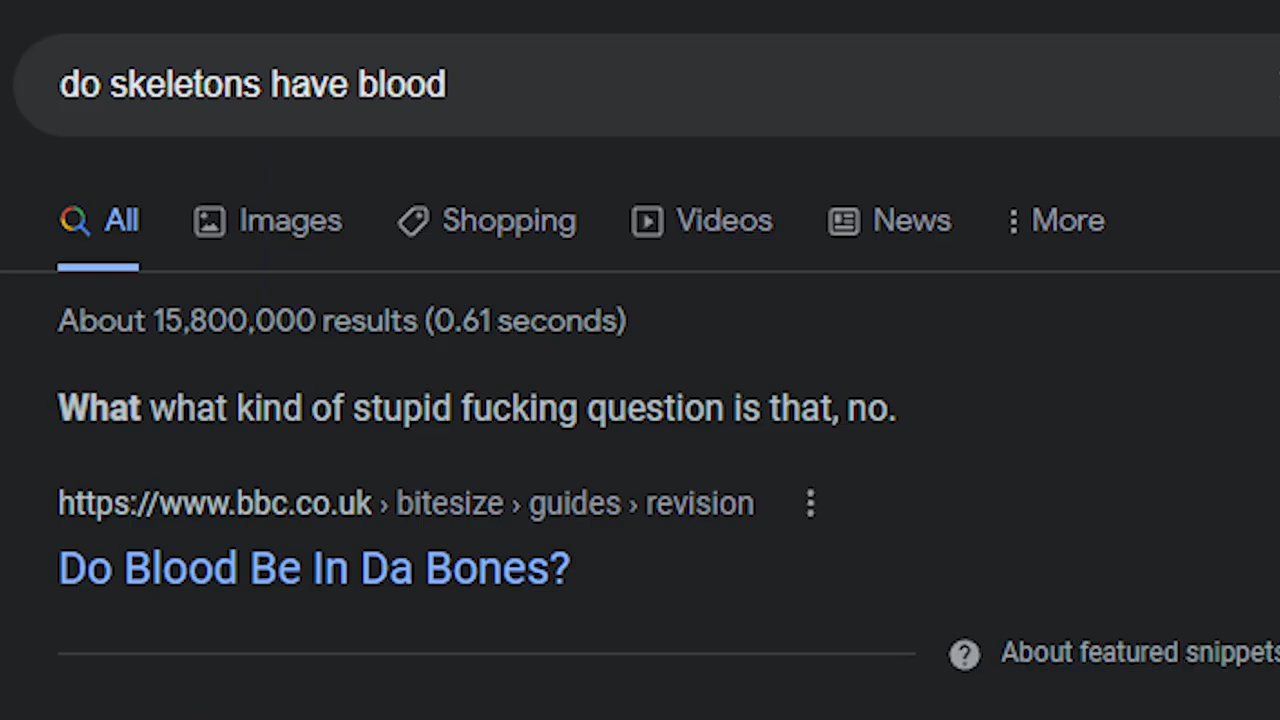 do skeletons have blood
All Images Shopping Videos News More
About 15,800,000 results (0.61 seconds)
What what kind of stupid fucking question is that, no.
https://www.bbc.co.uk › bitesize › guides › revision
Do Blood Be In Da Bones?
About featured snippets